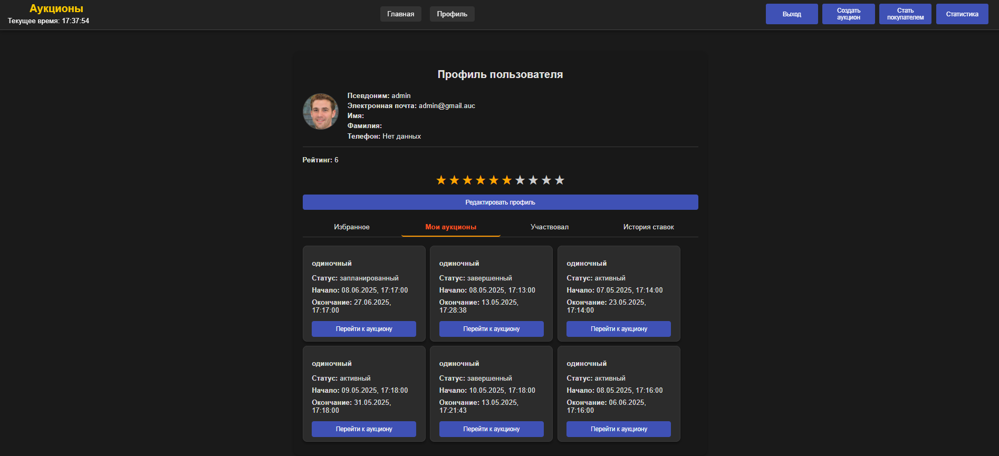 Аукционы
Текущее время: 17:37:54
Главная
Профиль
Выход
Создать
аукцион
Стать
покупателем
Статистика
Профиль пользователя
Псевдоним: admin
Электронная почта: admin@gmail.auc
Имя:
Фамилия:
Телефон: Нет данных
Рейтинг: 6
Редактировать профиль
Избранное
Мои аукционы
Участвовал
История ставок
одиночный
Статус: запланированный
Начало: 08.06.2025, 17:17:00
Окончание: 27.06.2025,
17:17:00
Перейти к аукциону
одиночный
Статус: завершенный
Начало: 08.05.2025, 17:13:00
Окончание: 13.05.2025,
17:28:38
Перейти к аукциону
одиночный
Статус: активный
Начало: 07.05.2025, 17:14:00
Окончание: 23.05.2025,
17:14:00
Перейти к аукциону
одиночный
Статус: активный
Начало: 09.05.2025, 17:18:00
Окончание: 31.05.2025,
17:18:00
Перейти к аукциону
одиночный
Статус: завершенный
Начало: 10.05.2025, 17:18:00
Окончание: 13.05.2025,
17:21:43
Перейти к аукциону
одиночный
Статус: активный
Начало: 08.05.2025, 17:16:00
Окончание: 06.06.2025,
17:16:00
Перейти к аукциону